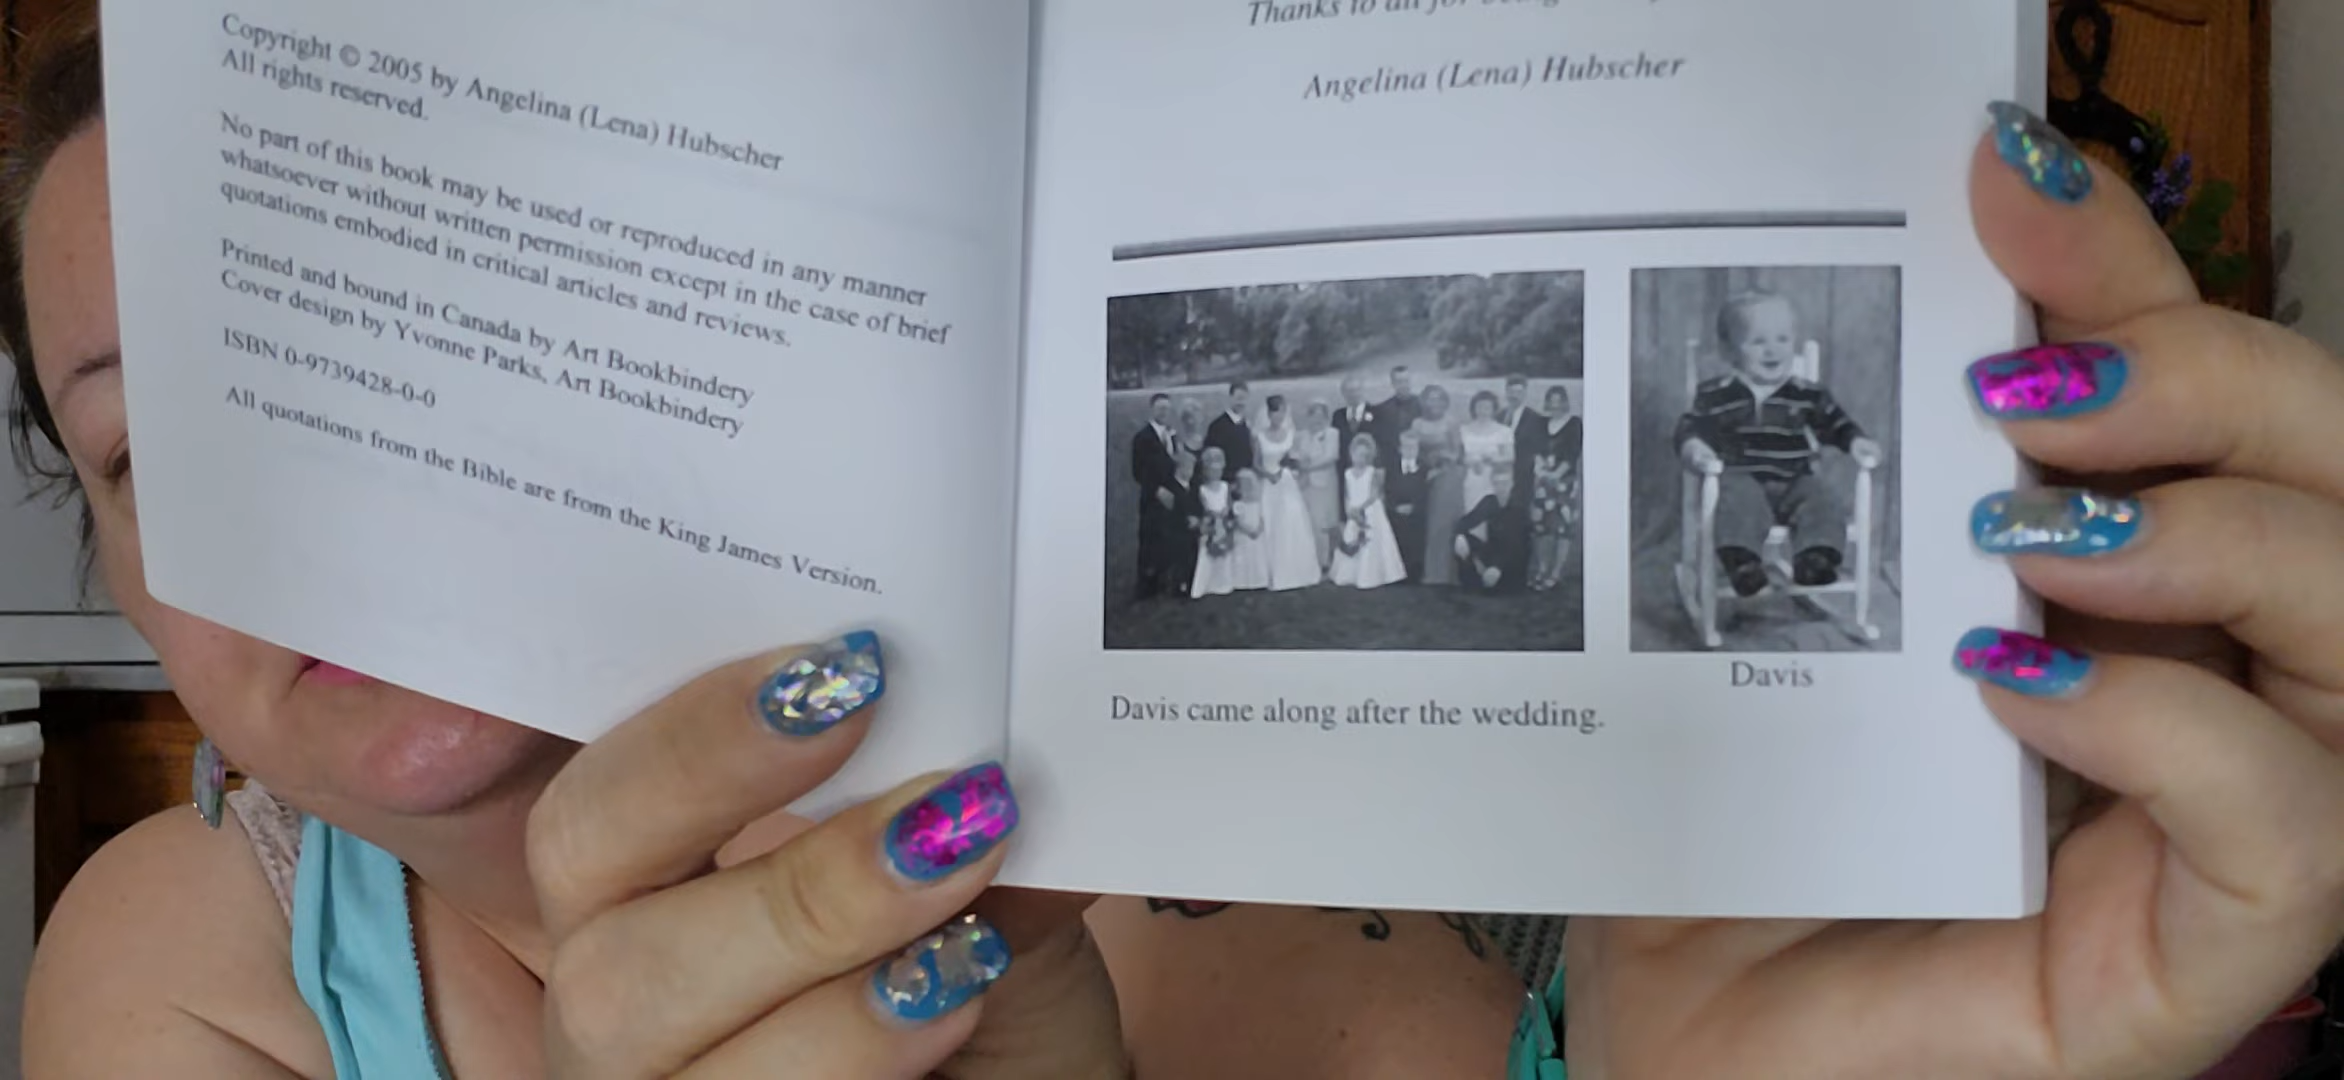 Copyright © 2005 by Angelina (Lena) Hubscher
All rights reserved.
No part of this book may be used or reproduced in any manner
whatsoever without written permission except in the case of brief
quotations embodied in critical articles and reviews.
Printed and bound in Canada by Art Bookbindery
Cover design by Yvonne Parks, Art Bookbindery
ISBN 0-9739428-0-0
All quotations from the Bible are from the King James Version.
Thanks to all for
Angelina (Lena) Hubscher
Davis
Davis came along after the wedding.